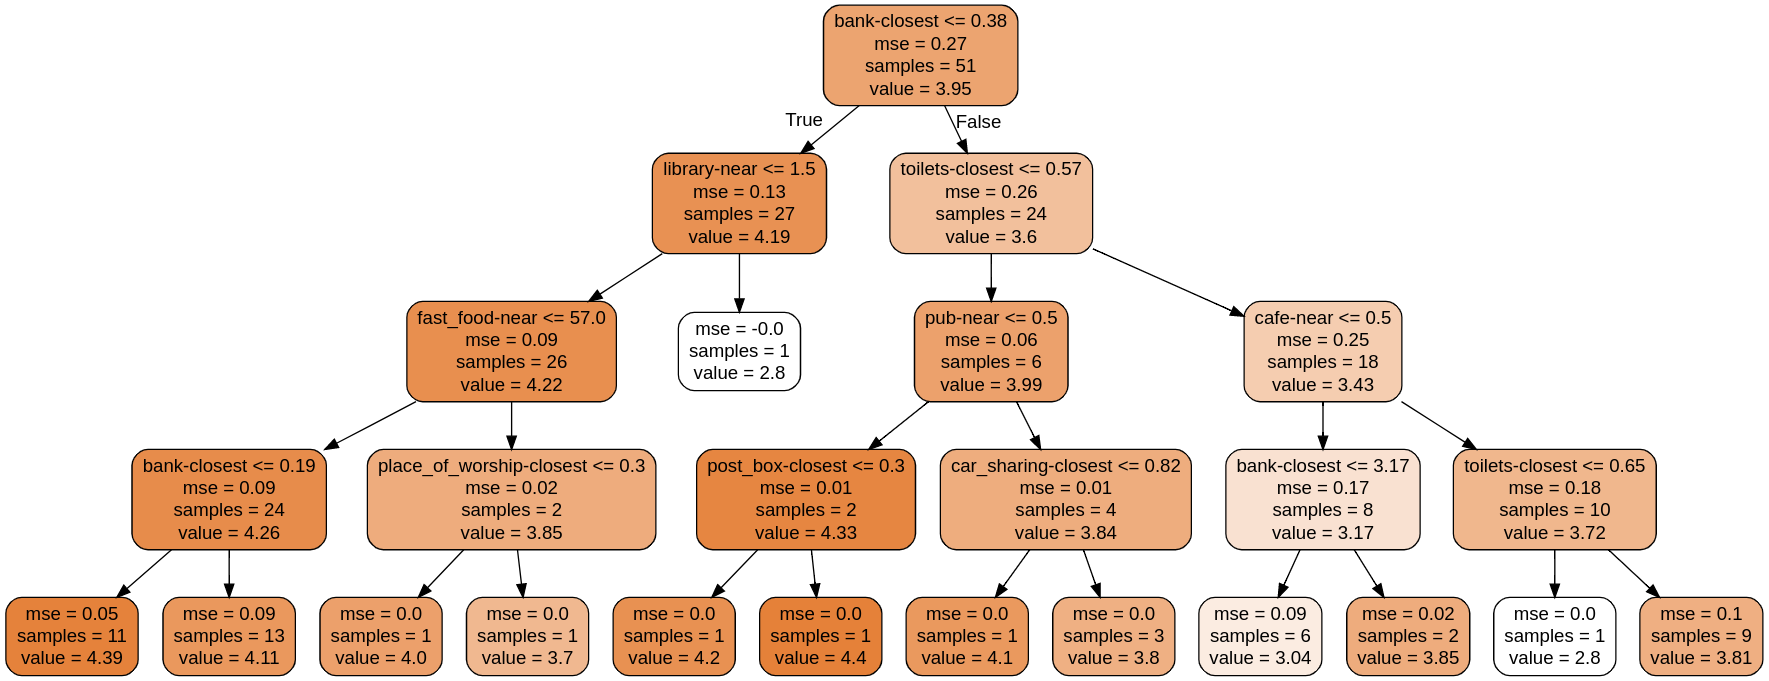 bank-closest <= 0.38
mse = 0.27
samples = 51
value = 3.95
True
False
library-near <= 1.5
mse = 0.13
samples = 27
value = 4.19
toilets-closest <= 0.57
mse = 0.26
samples = 24
value = 3.6
fast_food-near <= 57.0
mse = 0.09
samples = 26
value = 4.22
mse = -0.0
samples = 1
value = 2.8
pub-near <= 0.5
mse = 0.06
samples = 6
value = 3.99
cafe-near <= 0.5
mse = 0.25
samples = 18
value = 3.43
bank-closest <= 0.19
mse = 0.09
samples = 24
value = 4.26
place_of_worship-closest <= 0.3
mse = 0.02
samples = 2
value = 3.85
post_box-closest <= 0.3
mse = 0.01
samples = 2
value = 4.33
car_sharing-closest <= 0.82
mse = 0.01
samples = 4
value = 3.84
bank-closest <= 3.17
mse = 0.17
samples = 8
value = 3.17
toilets-closest <= 0.65
mse = 0.18
samples = 10
value = 3.72
mse = 0.05
samples = 11
value = 4.39
mse = 0.09
samples = 13
value = 4.11
mse = 0.0
samples = 1
value = 4.0
mse = 0.0
samples = 1
value = 3.7
mse = 0.0
samples = 1
value = 4.2
mse = 0.0
samples = 1
value = 4.4
mse = 0.0
samples = 1
value = 4.1
mse = 0.0
samples = 3
value = 3.8
mse = 0.09
samples = 6
value = 3.04
mse = 0.02
samples = 2
value = 3.85
mse = 0.0
samples = 1
value = 2.8
mse = 0.1
samples = 9
value = 3.81